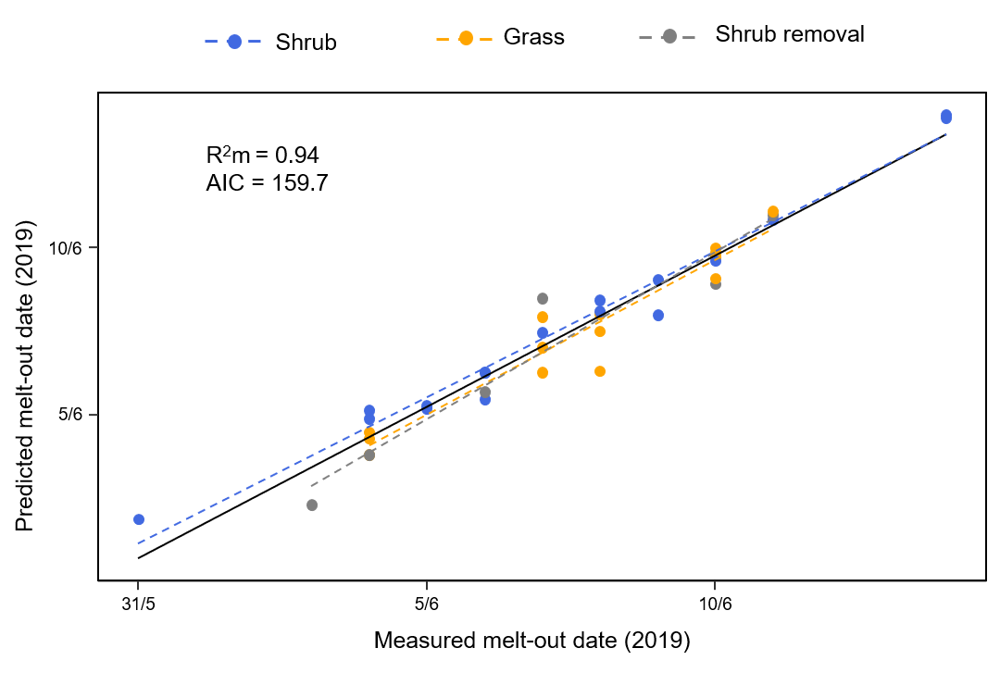 Shrub
Grass
Shrub removal
R²m = 0.94
AIC = 159.7
10/6
5/6
Predicted melt-out date (2019)
31/5
5/6
10/6
Measured melt-out date (2019)